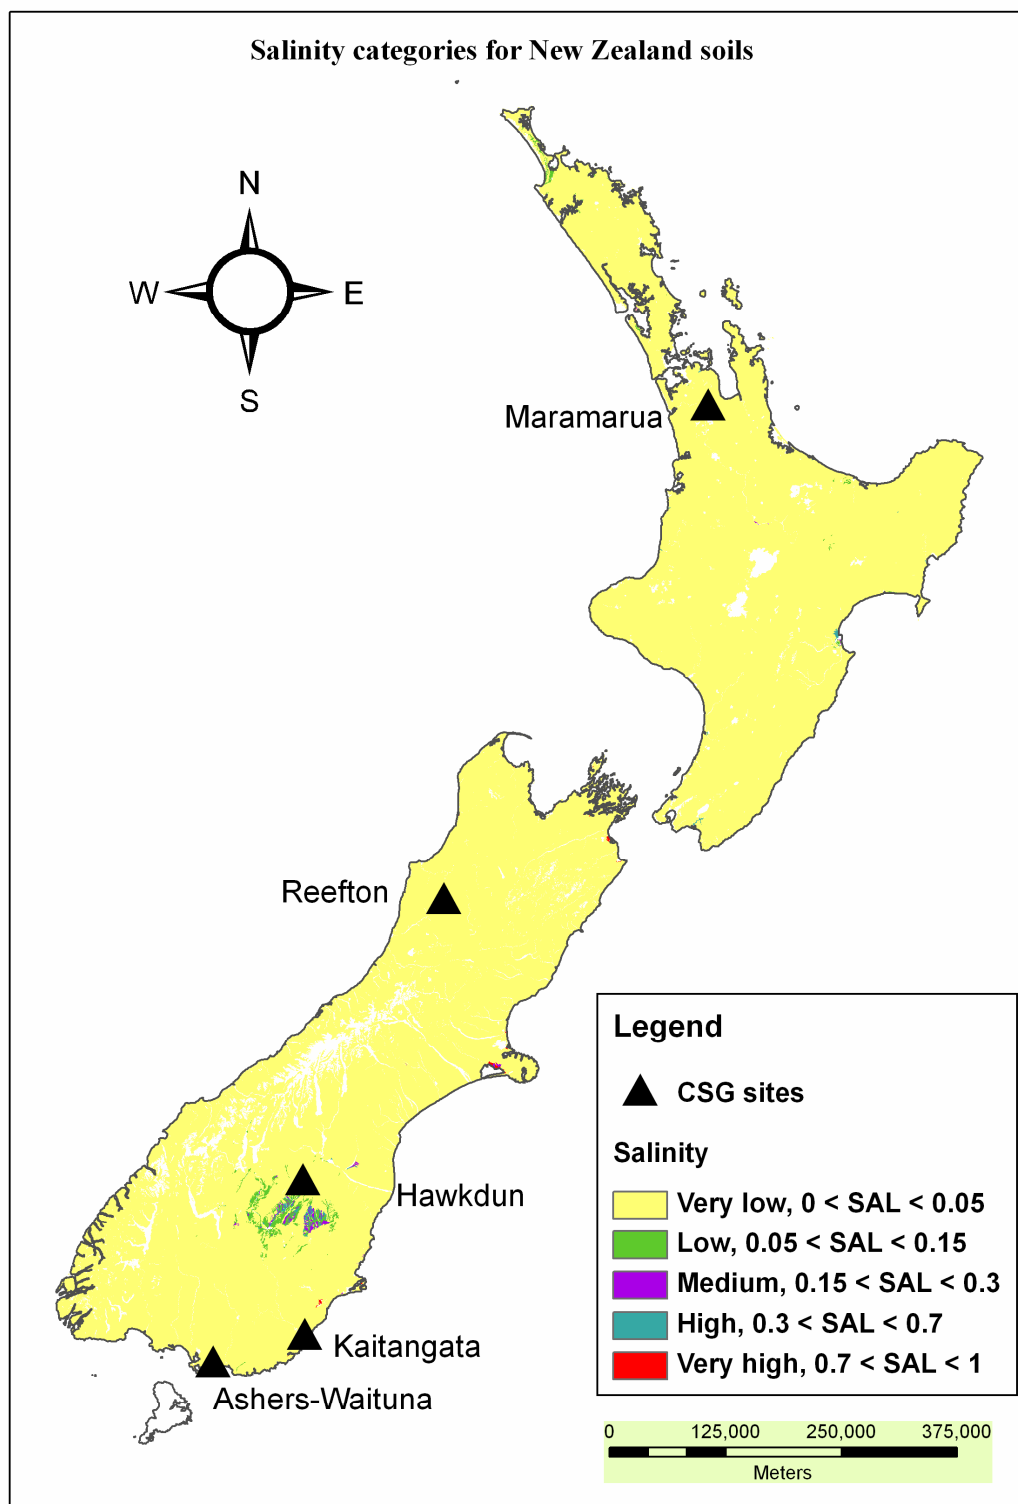 Salinity categories for New Zealand soils
N
W
E
S
Maramarua
Reefton
Hawkdun
Kaitangata
Ashers-Waituna
Legend
CSG sites
Salinity
Very low, 0 < SAL < 0.05
Low, 0.05 < SAL < 0.15
Medium, 0.15 < SAL < 0.3
High, 0.3 < SAL < 0.7
Very high, 0.7 < SAL < 1
0 125,000 250,000 375,000
Meters